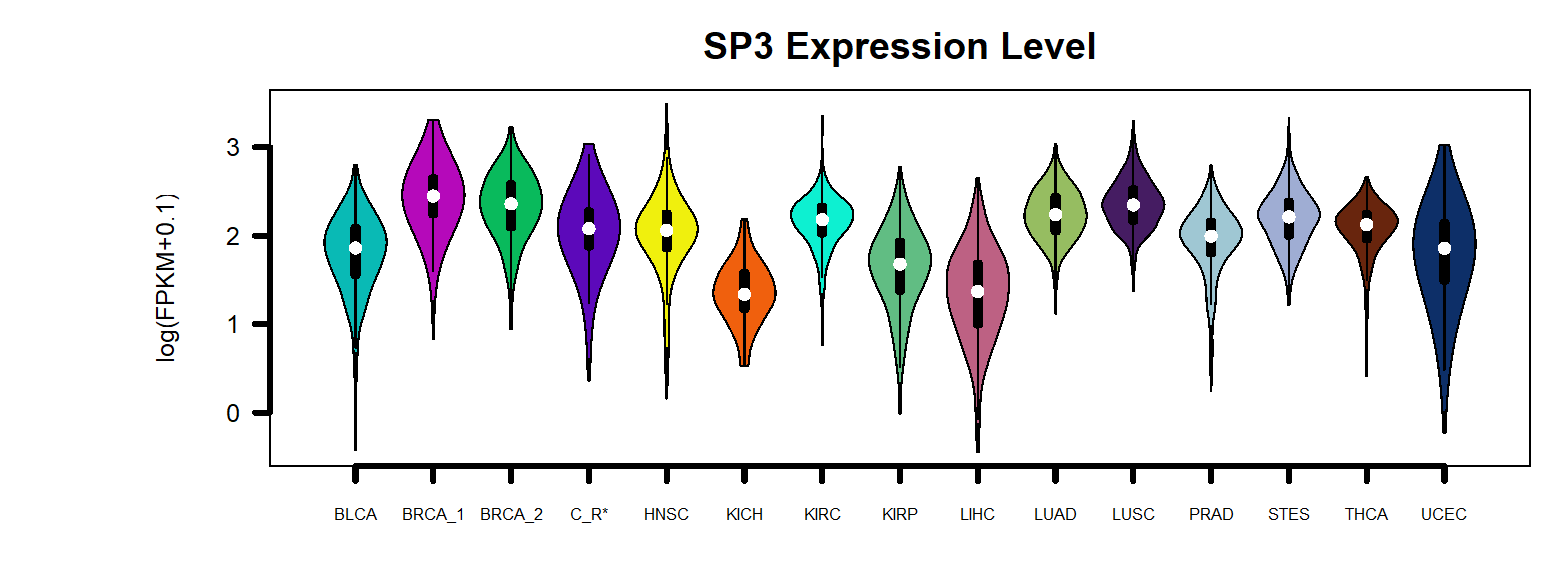 SP3 Expression Level
log(FPKM+0.1)
3
2
1
0
BLCA BRCA_1 BRCA_2 C_R* HNSC KICH KIRC KIRP LIHC LUAD LUSC PRAD STES THCA UCEC